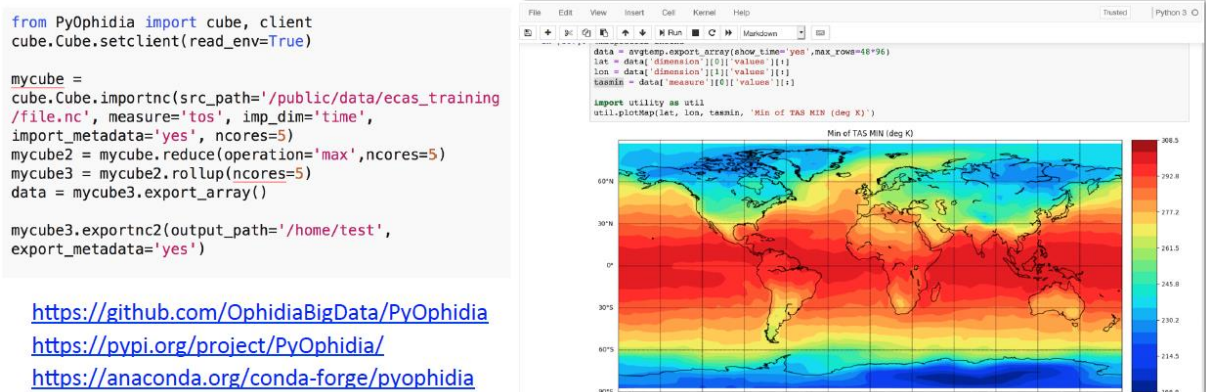 from PyOphidia import cube, client
cube.Cube.setclient(read_env=True)
mycube =
cube.Cube.importnc(src_path='/public/data/ecas_training
/file.nc', measure='tos', imp_dim='time',
import_metadata='yes', ncores=5)
mycube2 = mycube.reduce(operation='max',ncores=5)
mycube3 = mycube2.rollup(ncores=5)
data = mycube3.export_array()
mycube3.exportnc2(output_path='/home/test',
export_metadata='yes')
https://github.com/OphidiaBigData/PyOphidia
https://pypi.org/project/PyOphidia/
https://anaconda.org/conda-forge/pyophidia
File Edit View Insert Cell Kernel Help Trusted Python 3
Run Markdown
data = avgtemp.export_array(show_time='yes',max_rows=48*96)
lat = data['dimension'][0]['values'][:]
lon = data['dimension'][1]['values'][:]
tasmin = data['measure'][0]['values'][:]
import utility as util
util.plotMap(lat, lon, tasmin, 'Min of TAS MIN (deg K)')
Min of TAS MIN (deg K)
60°N
30°N
0°
30°S
60°S
90°S
308.5
292.8
277.2
261.5
245.8
230.2
214.5